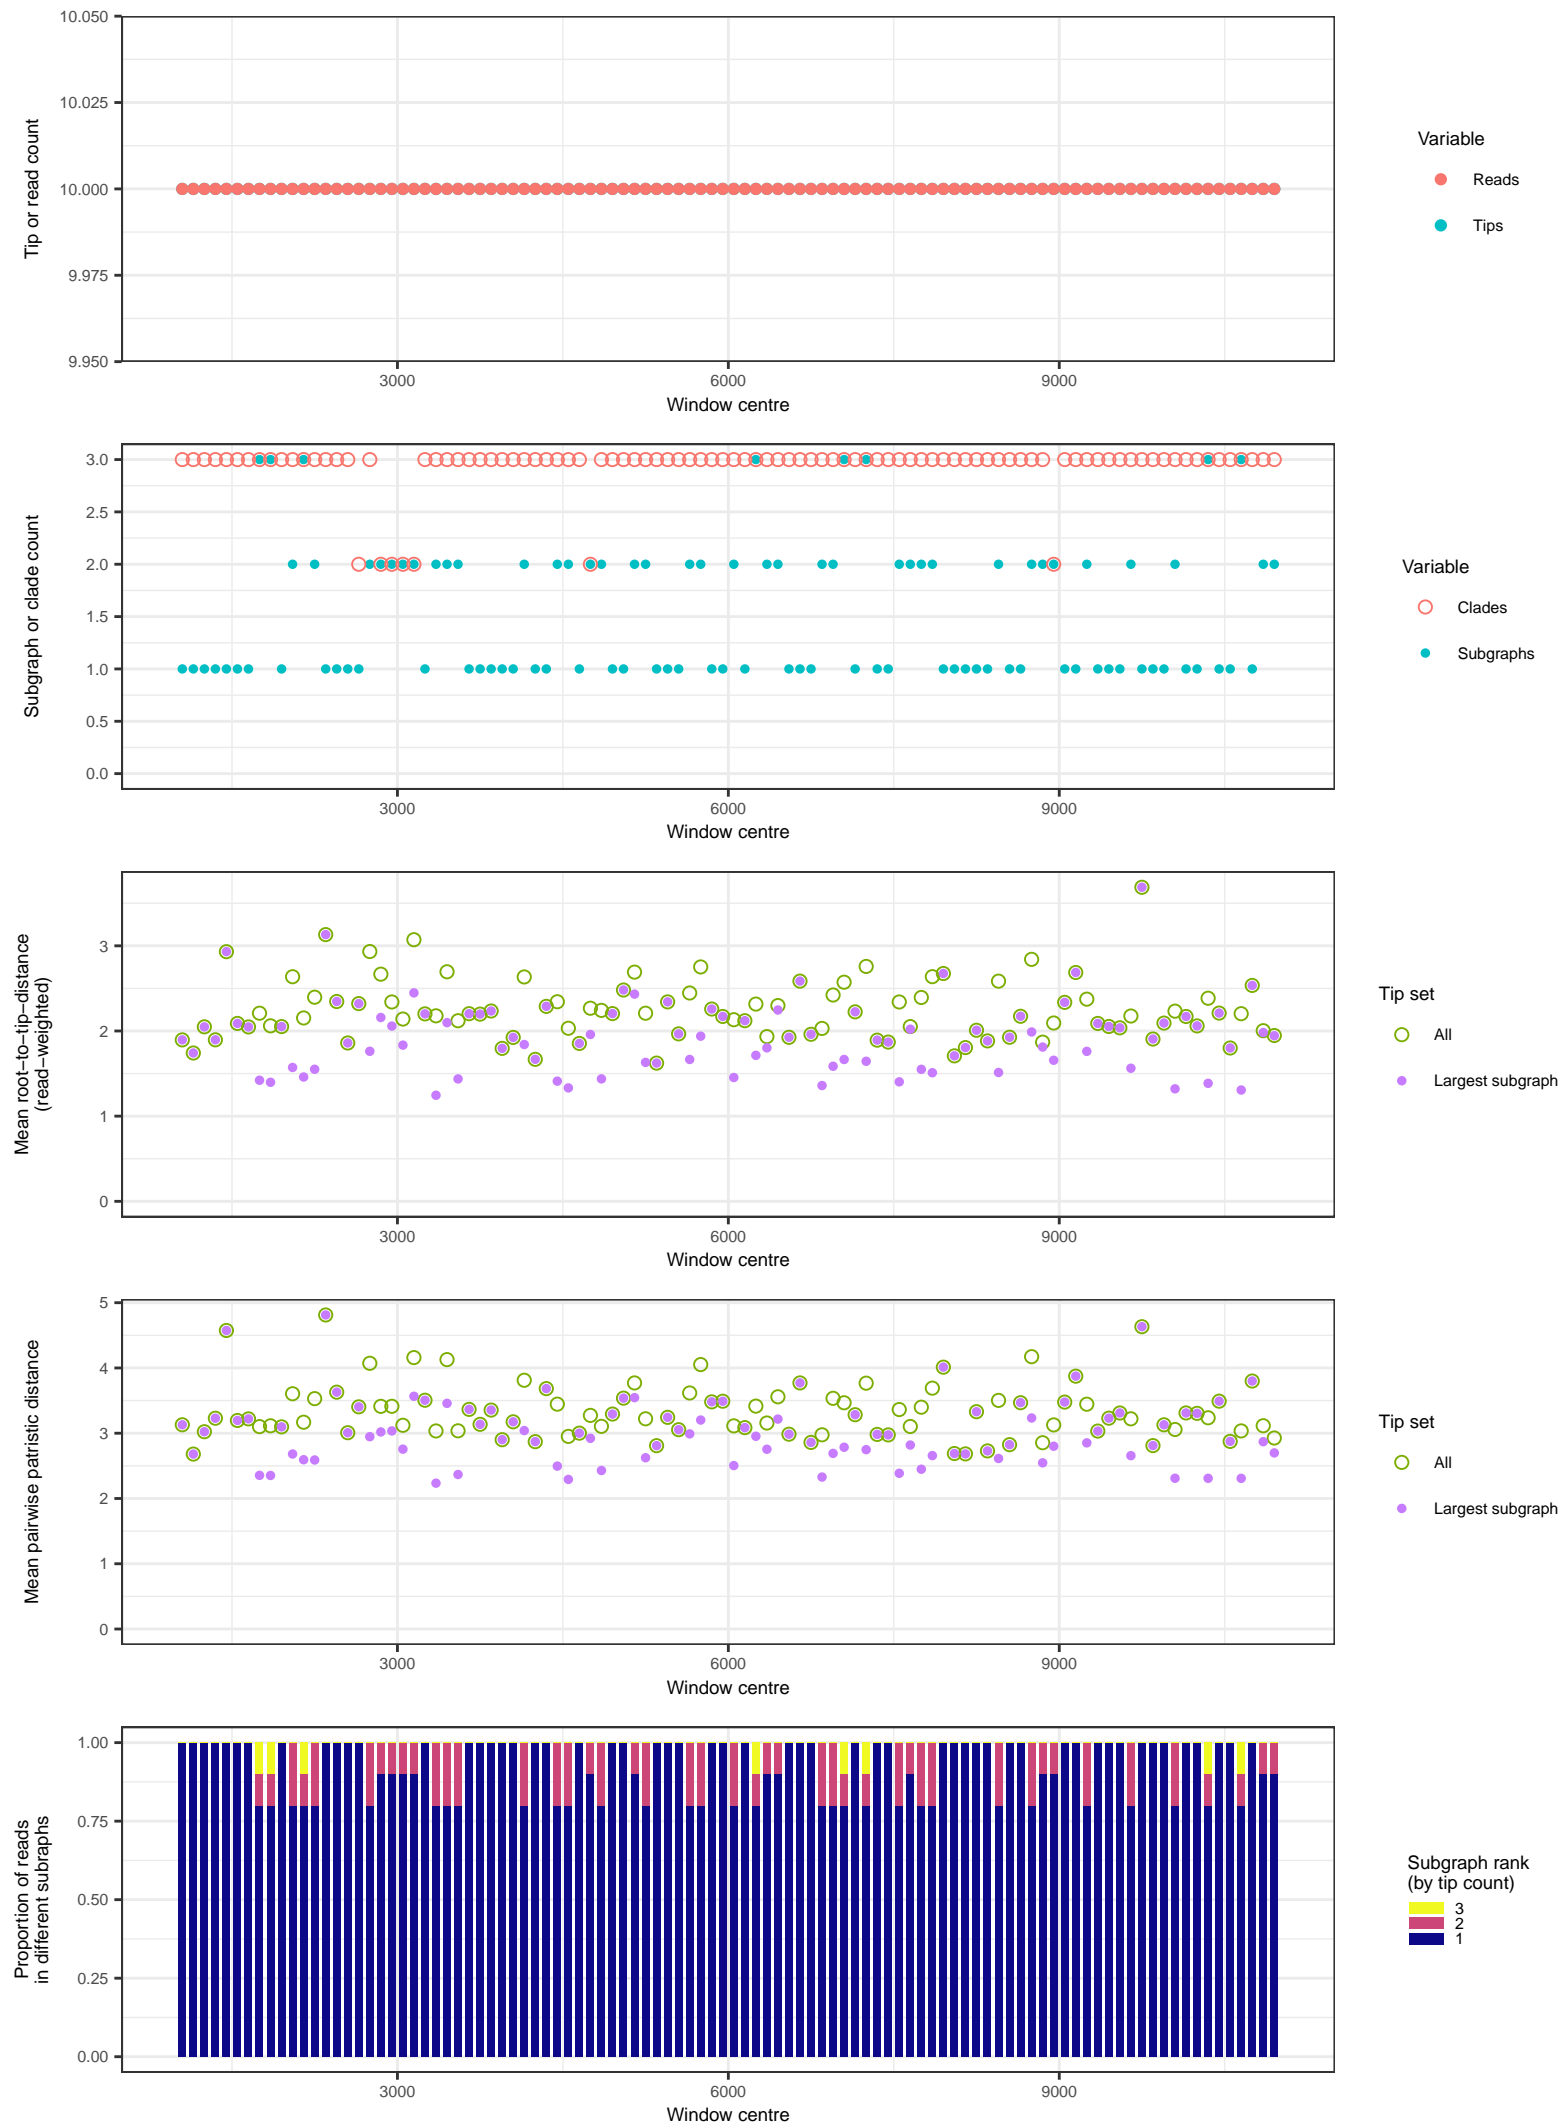 10.050
10.025
10.000
9.975
9.950
Tip or read count
3000 6000 9000
Window centre
Variable
Reads
Tips
3.0
2.5
2.0
1.5
1.0
0.5
0.0
Subgraph or clade count
3000 6000 9000
Window centre
Variable
Clades
Subgraphs
3
2
1
0
Mean root−to−tip−distance
(read−weighted)
3000 6000 9000
Window centre
Tip set
All
Largest subgraph
5
4
3
2
1
0
Mean pairwise patristic distance
3000 6000 9000
Window centre
Tip set
All
Largest subgraph
1.00
0.75
0.50
0.25
0.00
Proportion of reads
in different subraphs
3000 6000 9000
Window centre
Subgraph rank
(by tip count)
3
2
1